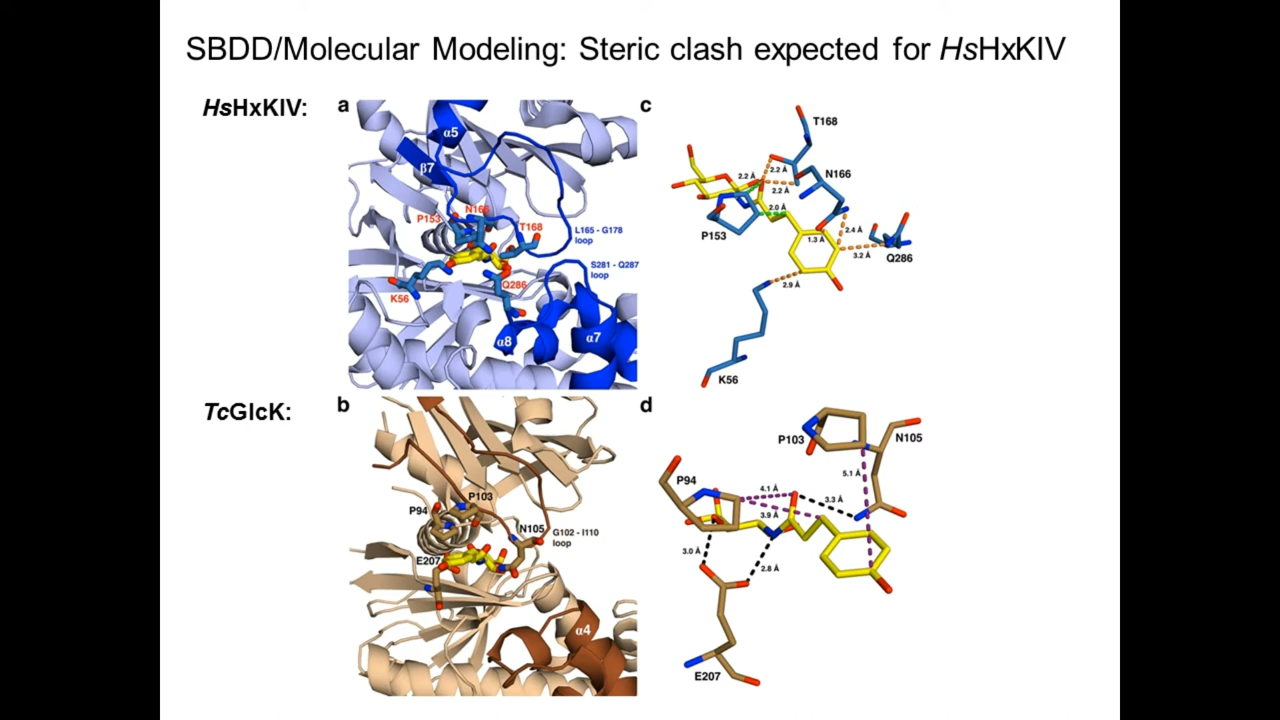 SBDD/Molecular Modeling: Steric clash expected for HsHxKIV
HsHxKIV:
a
α5
β7
P153
N166
T168
L165 - G178
loop
S281 - Q287
loop
K56
Q286
α8
α7
c
T168
2.2 Å
2.2 Å
2.2 Å
N166
2.0 Å
P153
1.3 Å
2.4 Å
3.2 Å
Q286
2.9 Å
K56
TcGlcK:
b
P103
P94
N105
G102 - I110
loop
E207
α4
d
P103
N105
5.1 Å
P94
4.1 Å
3.3 Å
3.9 Å
3.0 Å
2.8 Å
E207